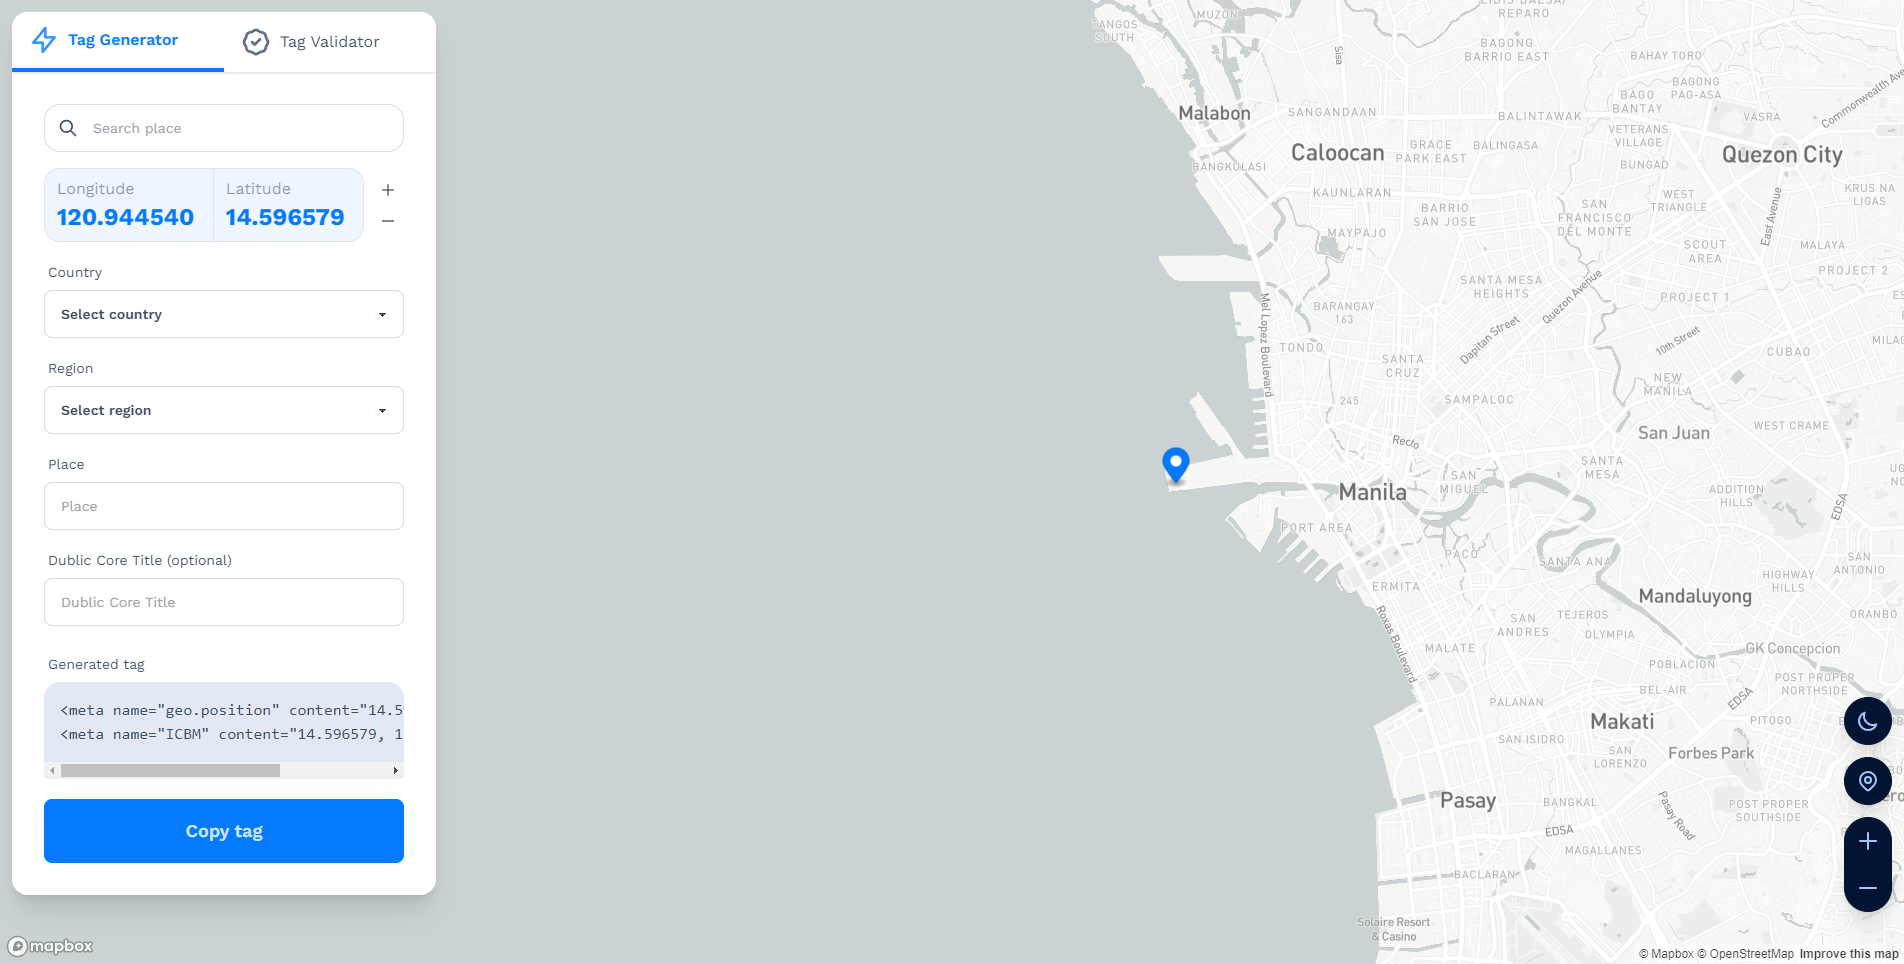 Tag Generator
Tag Validator
Search place
Longitude
120.944540
Latitude
14.596579
Country
Select country
Region
Select region
Place
Place
Dublic Core Title (optional)
Dublic Core Title
Generated tag
<meta name="geo.position" content="14.5
<meta name="ICBM" content="14.596579, 1
Copy tag
mapbox
TANGOS
SOUTH
MUZON
REPARO
BAGONG
BARRIO EAST
BAHAY TORO
BAGONG
PAG-ASA
BAGO
BANTAY
Commonwealth
Sisa
Malabon
SANGANDAAN
BALINTAWAK
VASRA
VETERANS
VILLAGE
Caloocan
GRACE
PARK EAST
BALINGASA
BUNGAD
Quezon City
BANGKULASI
KAUNLARAN
BARRIO
SAN JOSE
SAN
FRANCISCO
DEL MONTE
WEST
TRIANGLE
KRUS NA
LIGAS
East Avenue
MAYPAJO
SCOUT
AREA
MALAYA
PROJECT 2
SANTA MESA
HEIGHTS
Quezon Avenue
PROJECT 1
BARANGAY
163
Mel Lopez Boulevard
Dapitan Street
10th Street
TONDO
SANTA
CRUZ
CUBAO
NEW
MANILA
245
SAMPALOC
Recto
San Juan
WEST CRAME
SANTA
MESA
SAN
MIGUEL
Manila
ADDITION
HILLS
EDSA
PORT AREA
PACO
SANTA ANA
SAN
ANTONIO
HIGHWAY
HILLS
ERMITA
Mandaluyong
ORANBO
SAN
ANDRES
TEJEROS
OLYMPIA
Roxas Boulevard
MALATE
GK Concepcion
POBLACION
POST PROPER
NORTHSIDE
BEL-AIR
EDSA
PALANAN
Makati
PITOGO
SAN ISIDRO
SAN
LORENZO
Forbes Park
Pasay
BANGKAL
POST PROPER
SOUTHSIDE
Pasay Road
EDSA
MAGALLANES
BACLARAN
Solaire Resort
& Casino
© Mapbox © OpenStreetMap Improve this map